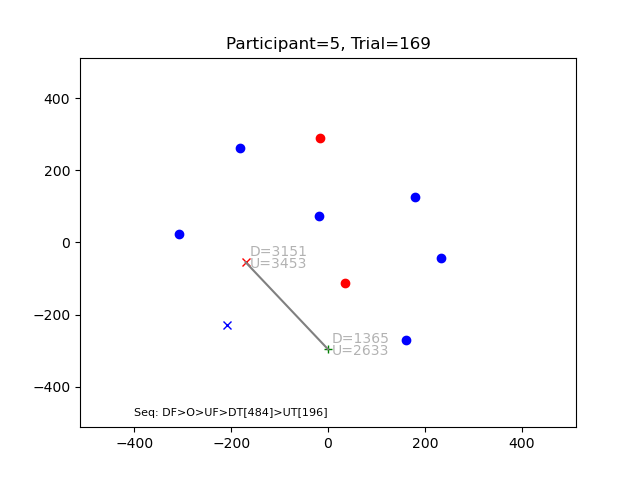 Participant=5, Trial=169
400
200
0
−200
−400
D=3151
U=3453
D=1365
U=2633
Seq: DF>O>UF>DT[484]>UT[196]
−400 −200 0 200 400